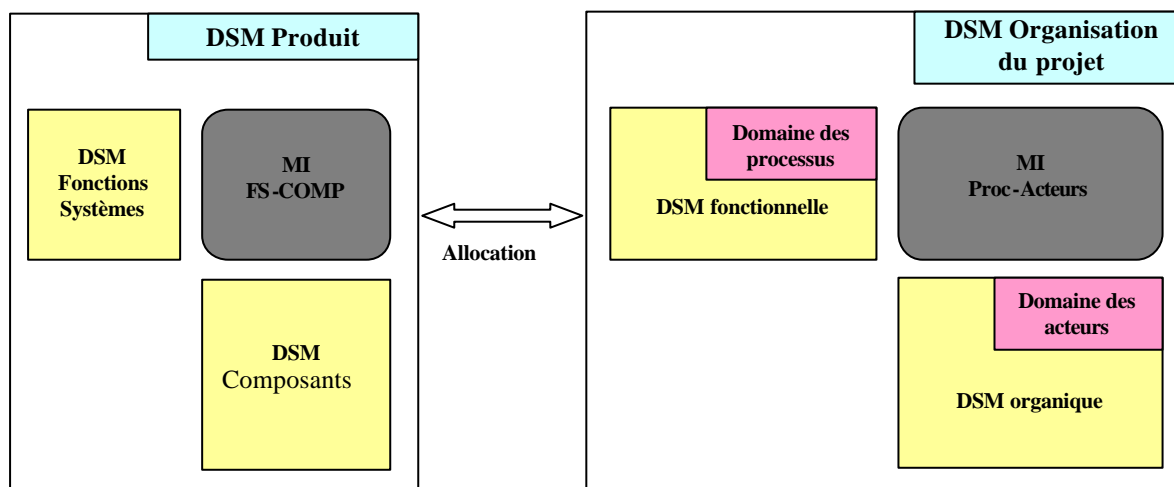 DSM Produit
DSM
Fonctions
Systèmes
MI
FS-COMP
DSM
Composants
Allocation
DSM Organisation
du projet
Domaine des
processus
DSM fonctionnelle
MI
Proc-Acteurs
Domaine des
acteurs
DSM organique